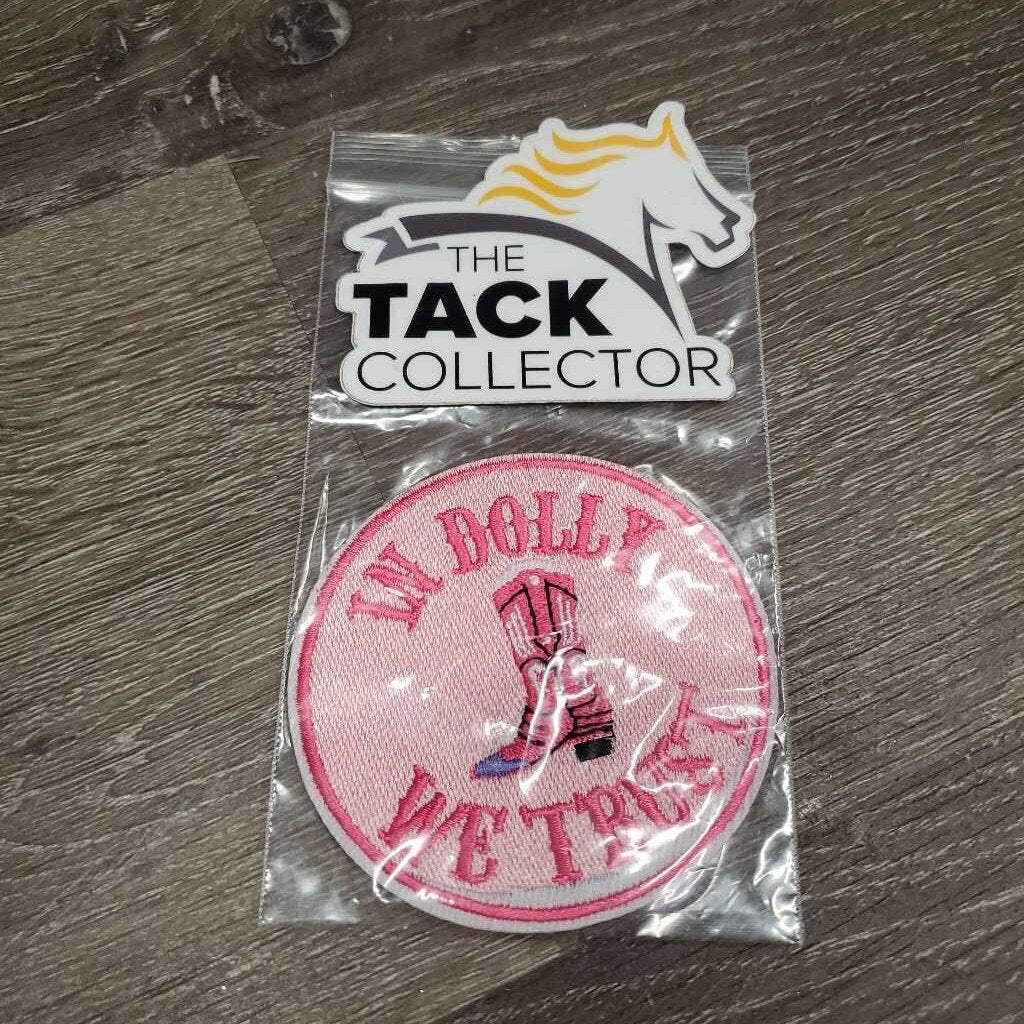 THE
TACK
COLLECTOR
IN DOLLY
WE TRUST